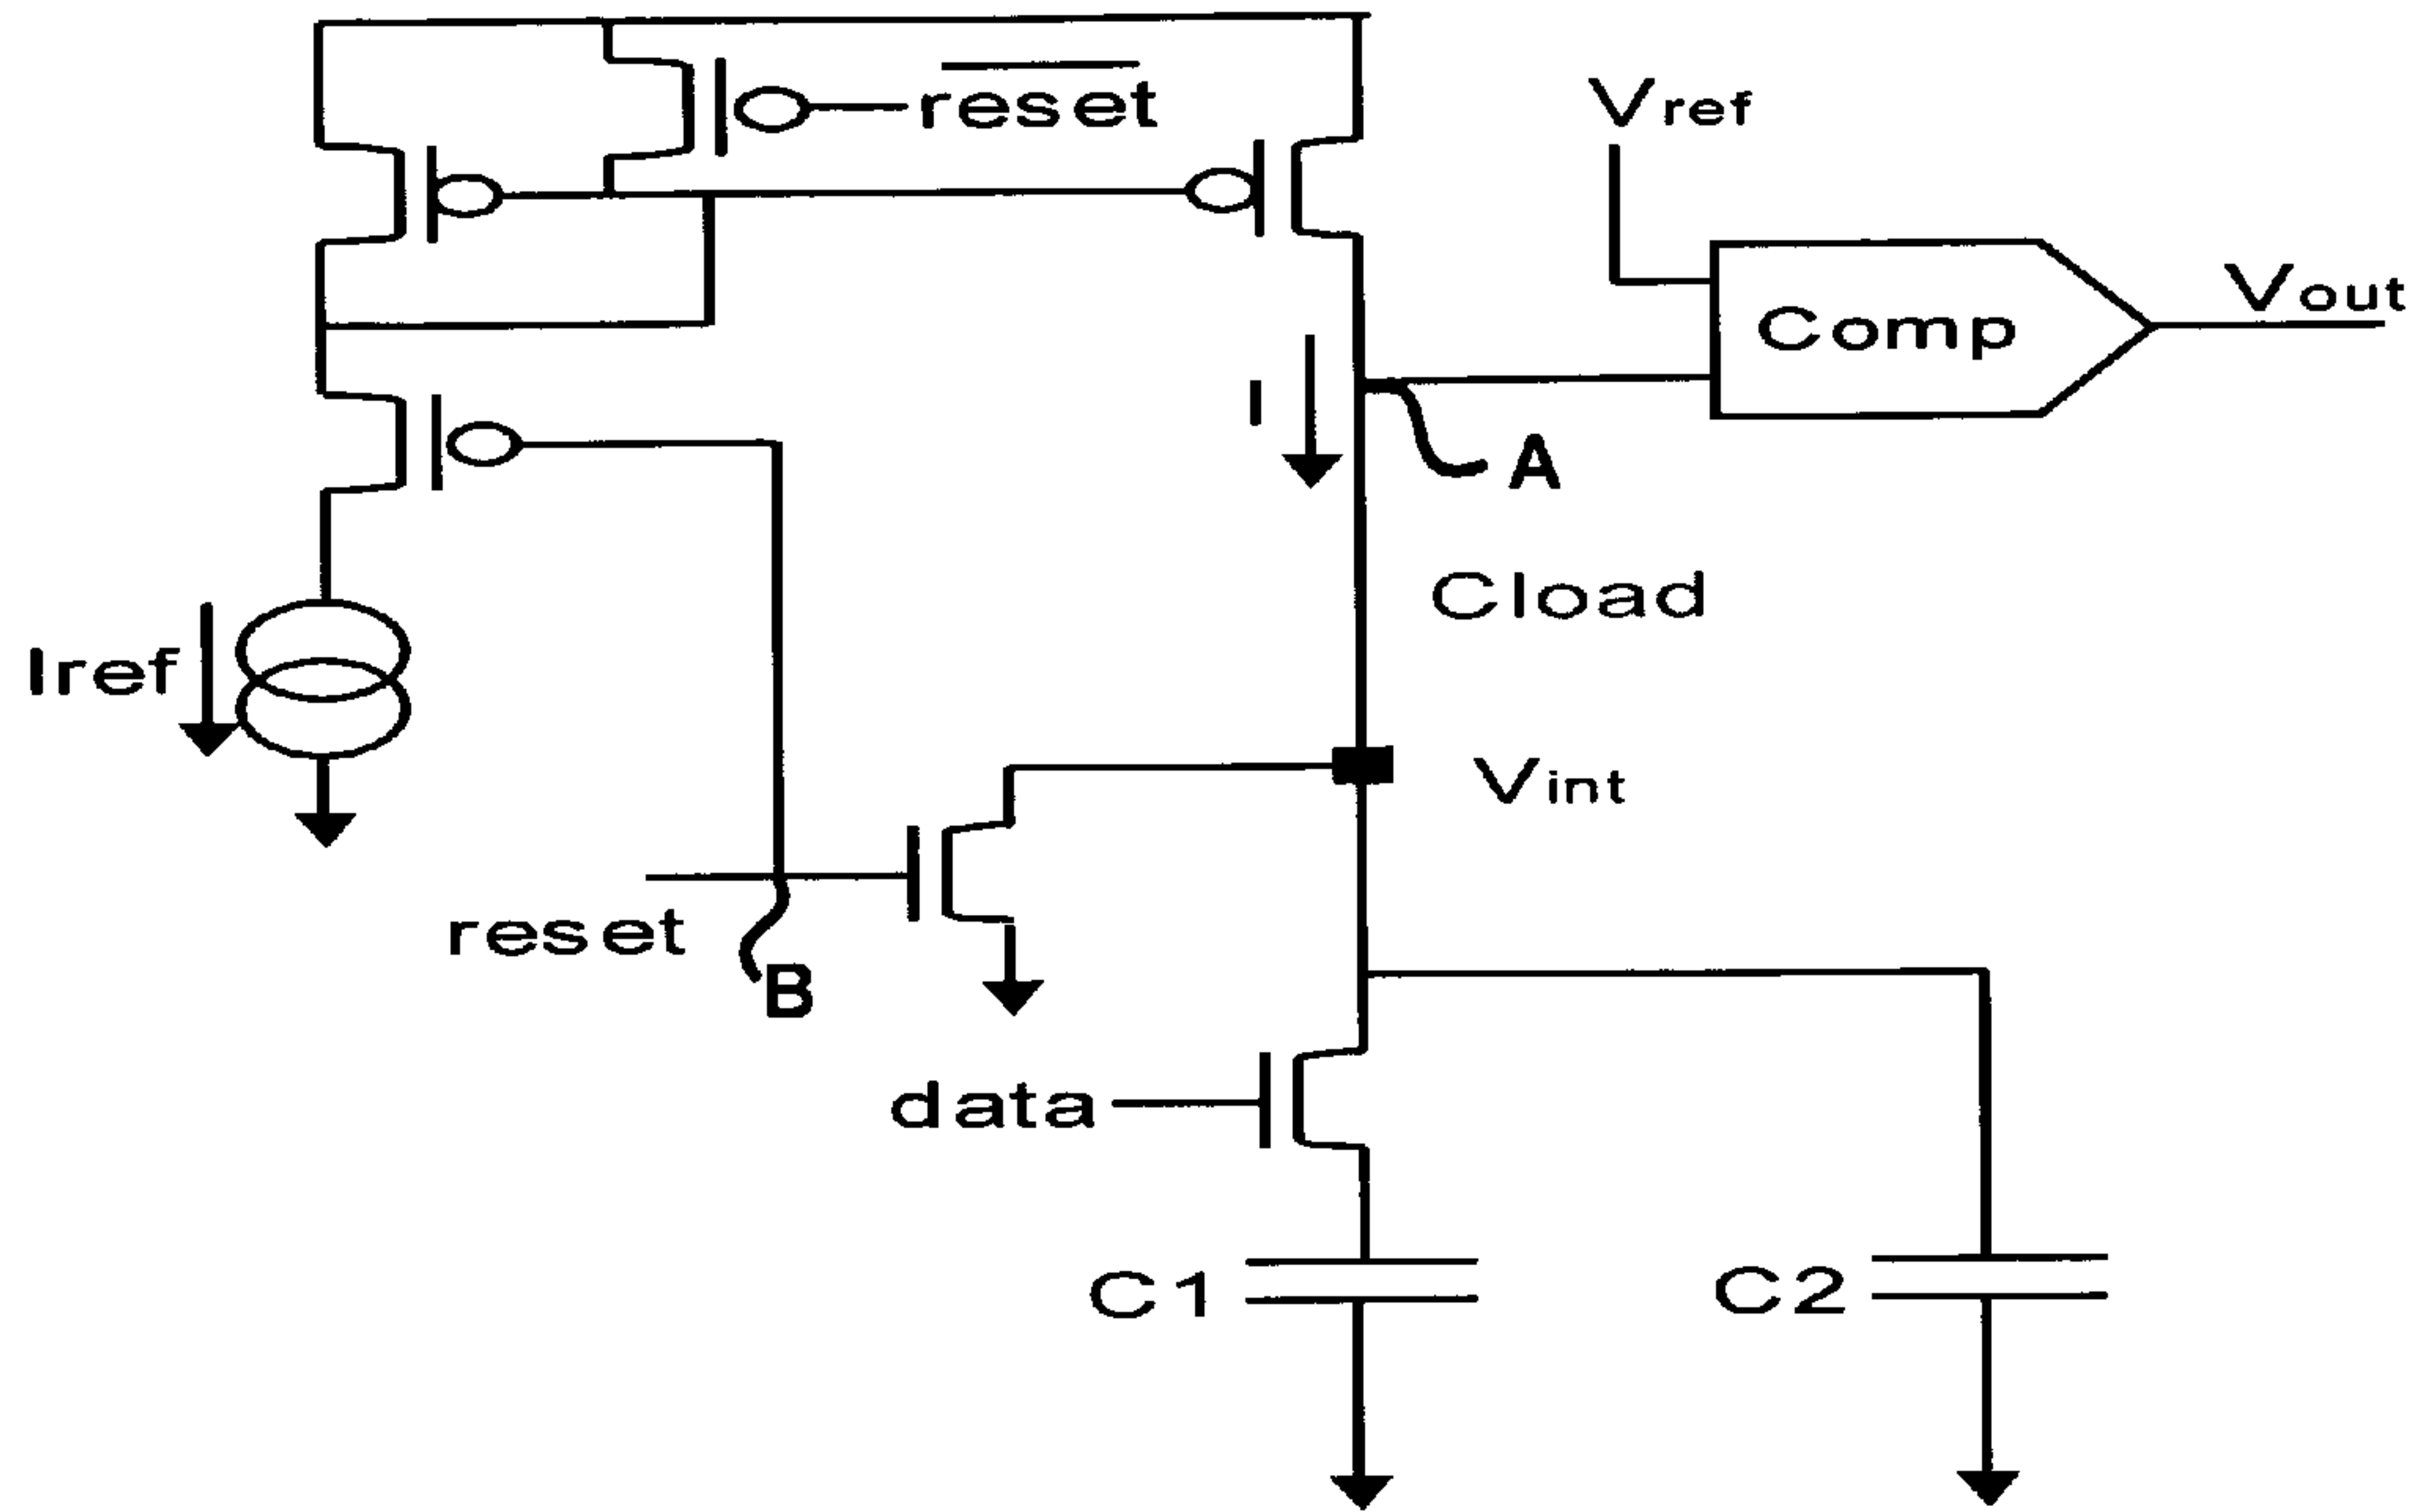 reset
Vref
Comp
Vout
I
A
Cload
Iref
Vint
reset
B
data
C1
C2